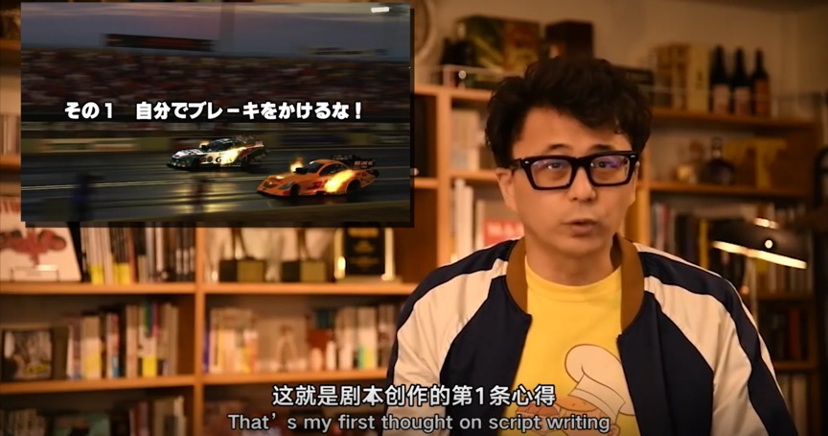 その1 自分でブレーキをかけるな！
这就是剧本创作的第1条心得
That's my first thought on script writing